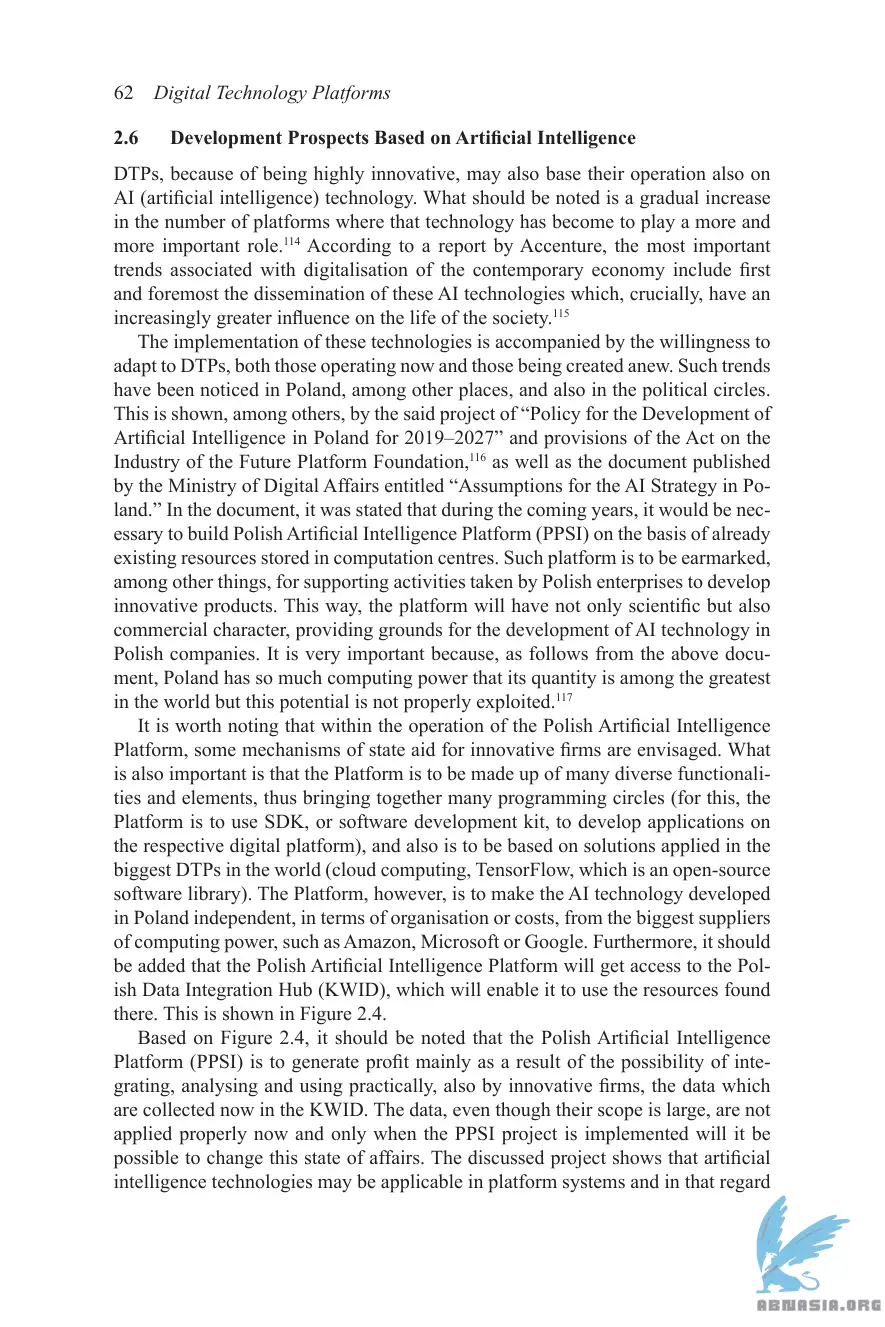 62 Digital Technology Platforms
2.6 Development Prospects Based on Artificial Intelligence
DTPs, because of being highly innovative, may also base their operation also on
AI (artificial intelligence) technology. What should be noted is a gradual increase
in the number of platforms where that technology has become to play a more and
more important role.114 According to a report by Accenture, the most important
trends associated with digitalisation of the contemporary economy include first
and foremost the dissemination of these AI technologies which, crucially, have an
increasingly greater influence on the life of the society.115
The implementation of these technologies is accompanied by the willingness to
adapt to DTPs, both those operating now and those being created anew. Such trends
have been noticed in Poland, among other places, and also in the political circles.
This is shown, among others, by the said project of “Policy for the Development of
Artificial Intelligence in Poland for 2019–2027” and provisions of the Act on the
Industry of the Future Platform Foundation,116 as well as the document published
by the Ministry of Digital Affairs entitled “Assumptions for the AI Strategy in Po-
land.” In the document, it was stated that during the coming years, it would be nec-
essary to build Polish Artificial Intelligence Platform (PPSI) on the basis of already
existing resources stored in computation centres. Such platform is to be earmarked,
among other things, for supporting activities taken by Polish enterprises to develop
innovative products. This way, the platform will have not only scientific but also
commercial character, providing grounds for the development of AI technology in
Polish companies. It is very important because, as follows from the above docu-
ment, Poland has so much computing power that its quantity is among the greatest
in the world but this potential is not properly exploited.117
It is worth noting that within the operation of the Polish Artificial Intelligence
Platform, some mechanisms of state aid for innovative firms are envisaged. What
is also important is that the Platform is to be made up of many diverse functionali-
ties and elements, thus bringing together many programming circles (for this, the
Platform is to use SDK, or software development kit, to develop applications on
the respective digital platform), and also is to be based on solutions applied in the
biggest DTPs in the world (cloud computing, TensorFlow, which is an open-source
software library). The Platform, however, is to make the AI technology developed
in Poland independent, in terms of organisation or costs, from the biggest suppliers
of computing power, such as Amazon, Microsoft or Google. Furthermore, it should
be added that the Polish Artificial Intelligence Platform will get access to the Pol-
ish Data Integration Hub (KWID), which will enable it to use the resources found
there. This is shown in Figure 2.4.
Based on Figure 2.4, it should be noted that the Polish Artificial Intelligence
Platform (PPSI) is to generate profit mainly as a result of the possibility of inte-
grating, analysing and using practically, also by innovative firms, the data which
are collected now in the KWID. The data, even though their scope is large, are not
applied properly now and only when the PPSI project is implemented will it be
possible to change this state of affairs. The discussed project shows that artificial
intelligence technologies may be applicable in platform systems and in that regard
ABNASIA.ORG